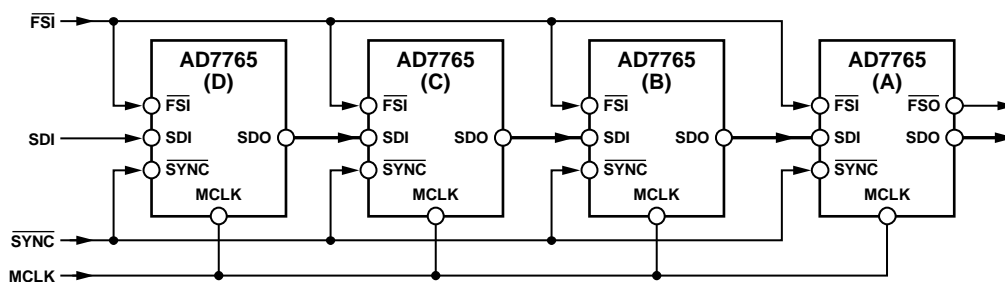 FSI
AD7765
(D)
AD7765
(C)
AD7765
(B)
AD7765
(A)
FSI
FSI
FSI
FSI
FSO
SDI
SDI
SDO
SDI
SDO
SDI
SDO
SDI
SDO
SYNC
SYNC
SYNC
SYNC
MCLK
MCLK
MCLK
MCLK
SYNC
MCLK